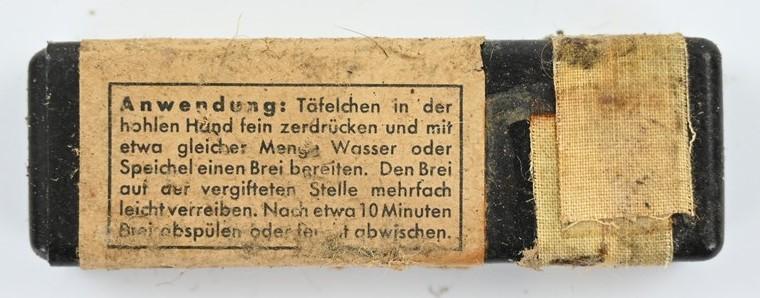 Anwendung: Täfelchen in der
hohlen Hand fein zerdrücken und mit
etwa gleicher Menge Wasser oder
Speichel einen Brei bereiten. Den Brei
auf der vergifteten Stelle mehrfach
leicht verreiben. Nach etwa 10 Minuten
Brei abspülen oder feucht abwischen.